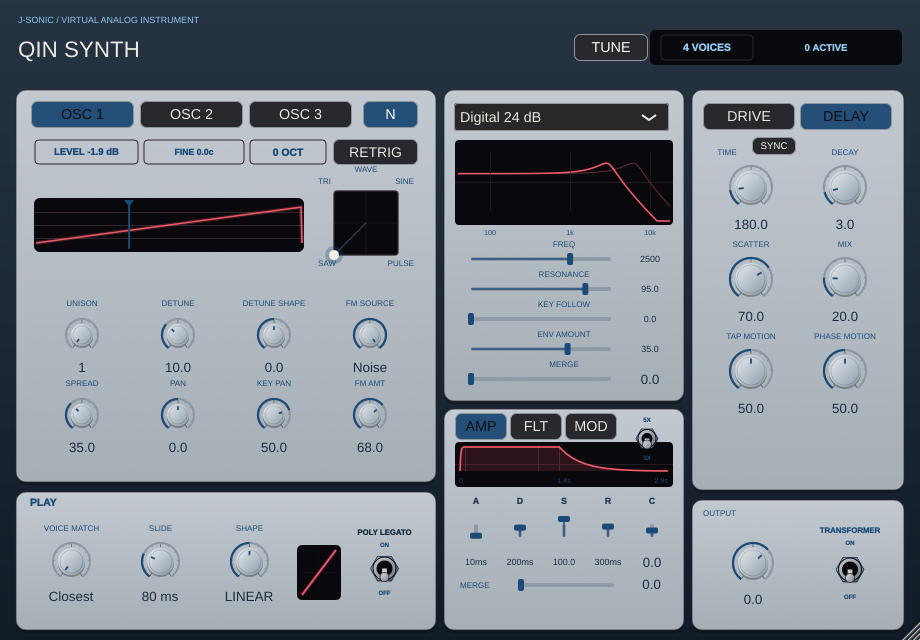 J-SONIC / VIRTUAL ANALOG INSTRUMENT
QIN SYNTH
TUNE
4 VOICES
0 ACTIVE
OSC 1
OSC 2
OSC 3
N
LEVEL -1.9 dB
FINE 0.0c
0 OCT
RETRIG
WAVE
TRI
SINE
SAW
PULSE
UNISON
DETUNE
DETUNE SHAPE
FM SOURCE
1
10.0
0.0
Noise
SPREAD
PAN
KEY PAN
FM AMT
35.0
0.0
50.0
68.0
PLAY
VOICE MATCH
SLIDE
SHAPE
POLY LEGATO
ON
OFF
Closest
80 ms
LINEAR
Digital 24 dB
100
1k
10k
FREQ
2500
RESONANCE
95.0
KEY FOLLOW
0.0
ENV AMOUNT
35.0
MERGE
0.0
AMP
FLT
MOD
5X
1X
0
1.4s
2.9s
A
D
S
R
C
10ms
200ms
100.0
300ms
0.0
MERGE
0.0
DRIVE
DELAY
SYNC
TIME
DECAY
180.0
3.0
SCATTER
MIX
70.0
20.0
TAP MOTION
PHASE MOTION
50.0
50.0
OUTPUT
TRANSFORMER
ON
OFF
0.0